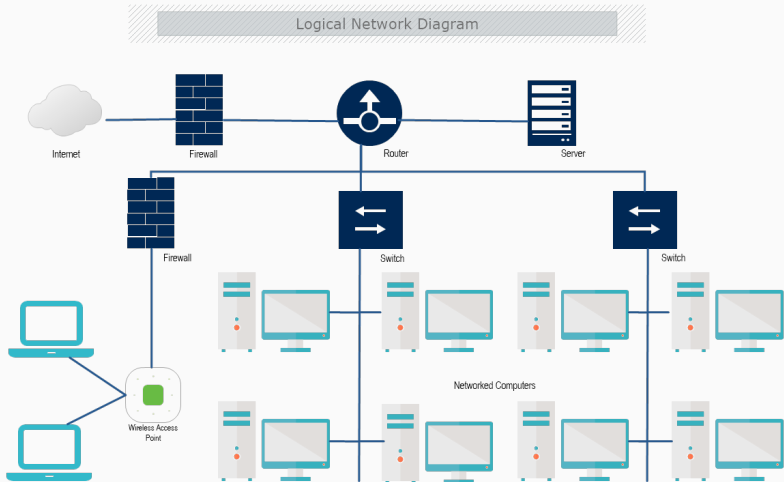 Logical Network Diagram
Internet
Firewall
Router
Server
Firewall
Switch
Switch
Networked Computers
Wireless Access
Point